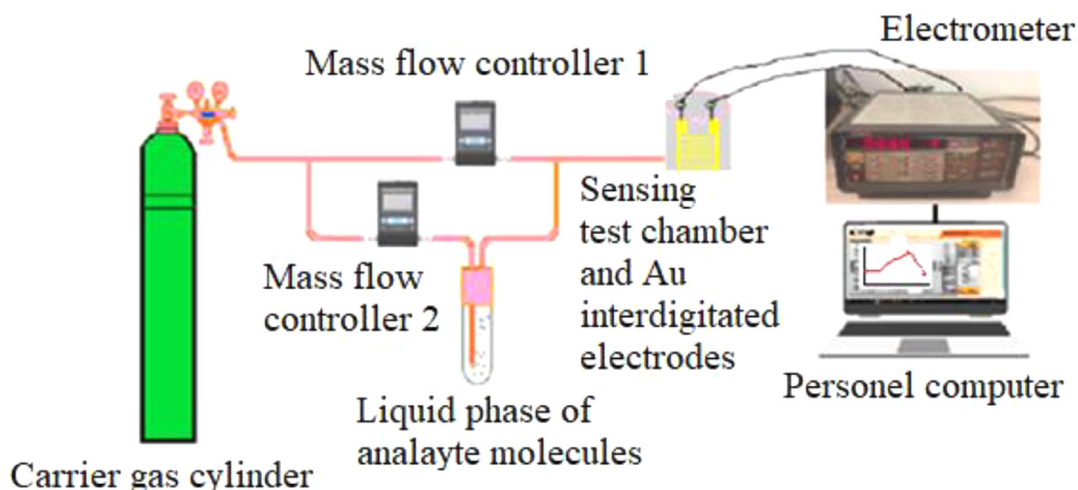 Electrometer
Mass flow controller 1
Sensing
test chamber
and Au
interdigitated
electrodes
Mass flow
controller 2
Liquid phase of
analayte molecules
Personel computer
Carrier gas cylinder